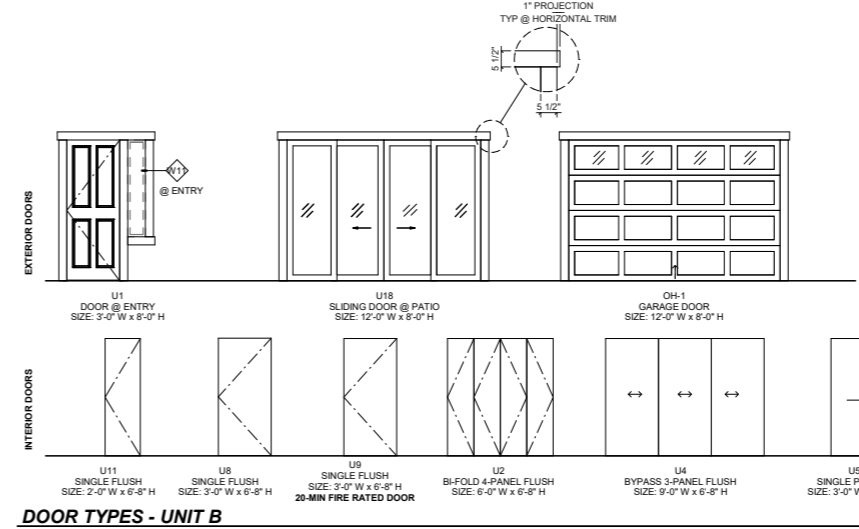 1" PROJECTION
TYP @ HORIZONTAL TRIM
5 1/2"
5 1/2"
W11
@ ENTRY
EXTERIOR DOORS
U1
DOOR @ ENTRY
SIZE: 3'-0" W x 8'-0" H
U18
SLIDING DOOR @ PATIO
SIZE: 12'-0" W x 8'-0" H
OH-1
GARAGE DOOR
SIZE: 12'-0" W x 8'-0" H
INTERIOR DOORS
U11
SINGLE FLUSH
SIZE: 2'-0" W x 6'-8" H
U8
SINGLE FLUSH
SIZE: 3'-0" W x 6'-8" H
U9
SINGLE FLUSH
SIZE: 3'-0" W x 6'-8" H
20-MIN FIRE RATED DOOR
U2
BI-FOLD 4-PANEL FLUSH
SIZE: 6'-0" W x 6'-8" H
U4
BYPASS 3-PANEL FLUSH
SIZE: 9'-0" W x 6'-8" H
U5
SINGLE P
SIZE: 3'-0" W
DOOR TYPES - UNIT B